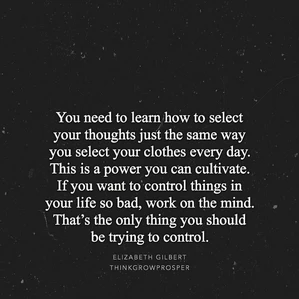 You need to learn how to select
your thoughts just the same way
you select your clothes every day.
This is a power you can cultivate.
If you want to control things in
your life so bad, work on the mind.
That's the only thing you should
be trying to control.
ELIZABETH GILBERT
THINKGROWPROSPER